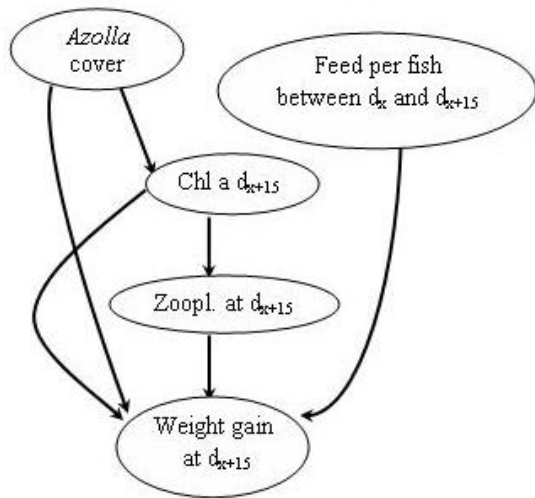 Azolla
cover
Feed per fish
between dx and dx+15
Chl a dx+15
Zoopl. at dx+15
Weight gain
at dx+15